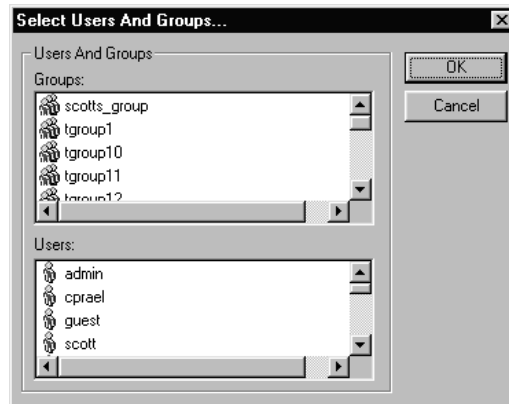 Select Users And Groups...
Users And Groups
Groups:
scotts_group
tgroup1
tgroup10
tgroup11
tgroup12
OK
Cancel
Users:
admin
cprael
guest
scott